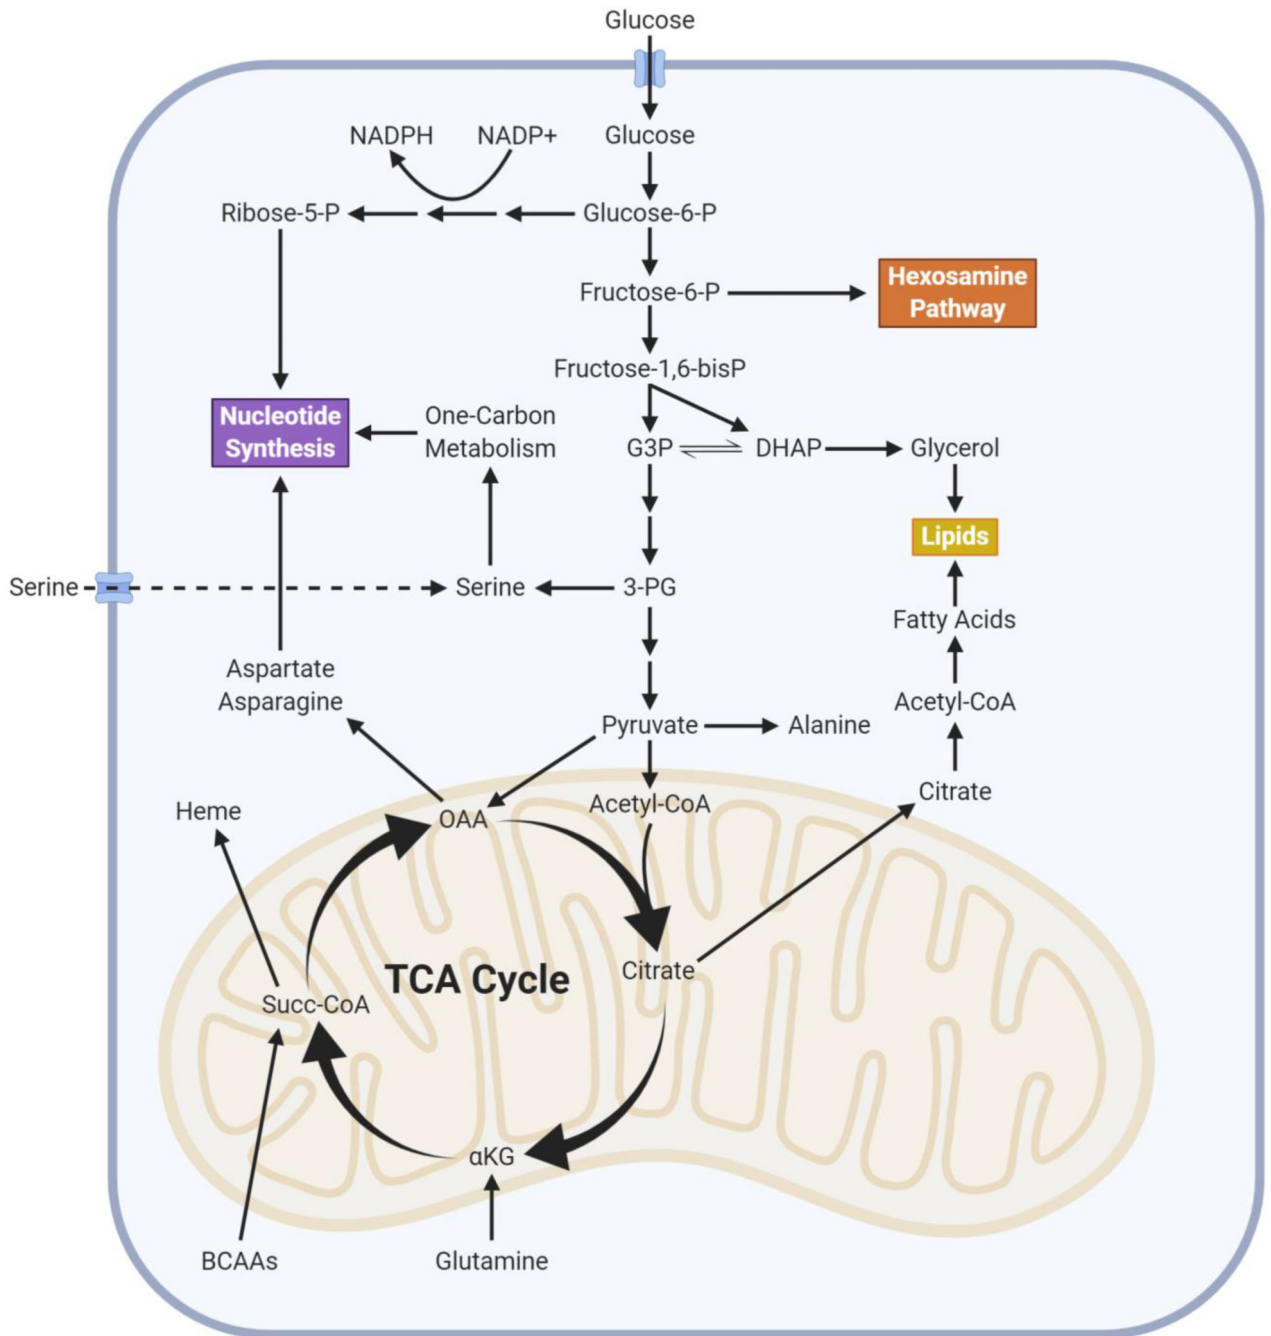 Glucose
NADPH
NADP+
Glucose
Ribose-5-P
Glucose-6-P
Fructose-6-P
Hexosamine
Pathway
Fructose-1,6-bisP
Nucleotide
Synthesis
One-Carbon
Metabolism
G3P
DHAP
Glycerol
Lipids
Serine
Serine
3-PG
Fatty Acids
Aspartate
Asparagine
Acetyl-CoA
Pyruvate
Alanine
Citrate
Heme
Acetyl-CoA
OAA
TCA Cycle
Citrate
Succ-CoA
αKG
BCAAs
Glutamine